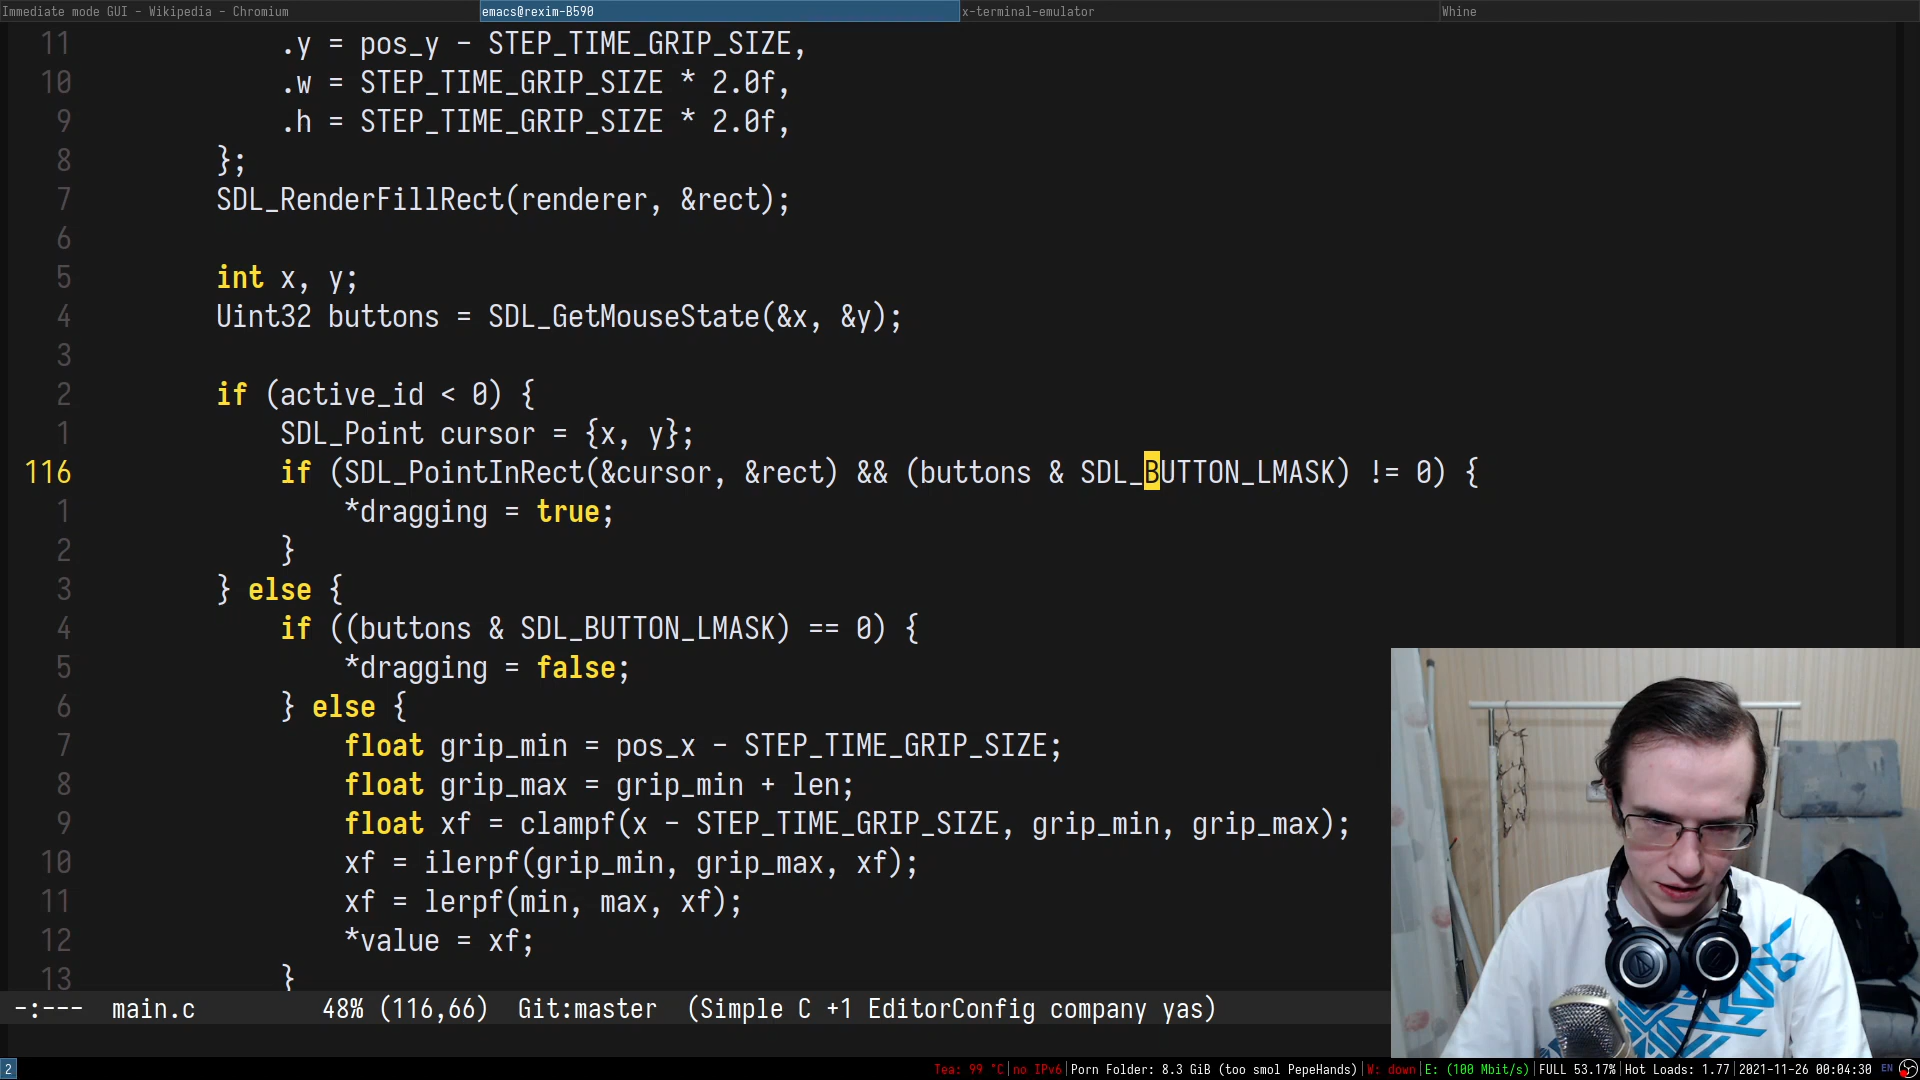 Immediate mode GUI - Wikipedia - Chromium
emacs@rexim-B590
x-terminal-emulator
Whine
11 .y = pos_y - STEP_TIME_GRIP_SIZE,
10 .w = STEP_TIME_GRIP_SIZE * 2.0f,
9 .h = STEP_TIME_GRIP_SIZE * 2.0f,
8 };
7 SDL_RenderFillRect(renderer, &rect);
6
5 int x, y;
4 Uint32 buttons = SDL_GetMouseState(&x, &y);
3
2 if (active_id < 0) {
1 SDL_Point cursor = {x, y};
116 if (SDL_PointInRect(&cursor, &rect) && (buttons & SDL_BUTTON_LMASK) != 0) {
1 *dragging = true;
2 }
3 } else {
4 if ((buttons & SDL_BUTTON_LMASK) == 0) {
5 *dragging = false;
6 } else {
7 float grip_min = pos_x - STEP_TIME_GRIP_SIZE;
8 float grip_max = grip_min + len;
9 float xf = clampf(x - STEP_TIME_GRIP_SIZE, grip_min, grip_max);
10 xf = ilerpf(grip_min, grip_max, xf);
11 xf = lerpf(min, max, xf);
12 *value = xf;
13 }
-:--- main.c 48% (116,66) Git:master (Simple C +1 EditorConfig company yas)
2 Tea: 99 °C|no IPv6|Porn Folder: 8.3 GiB (too smol PepeHands)|W: down|E: (100 Mbit/s)|FULL 53.17%|Hot Loads: 1.77|2021-11-26 00:04:30 EN